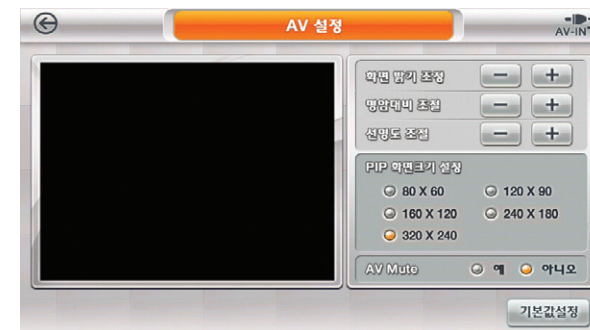 AV 설정
AV-IN
화면 밝기 조정
명암대비 조절
선명도 조절
PIP 화면크기 설정
80 X 60
120 X 90
160 X 120
240 X 180
320 X 240
AV Mute
예
아니오
기본값설정